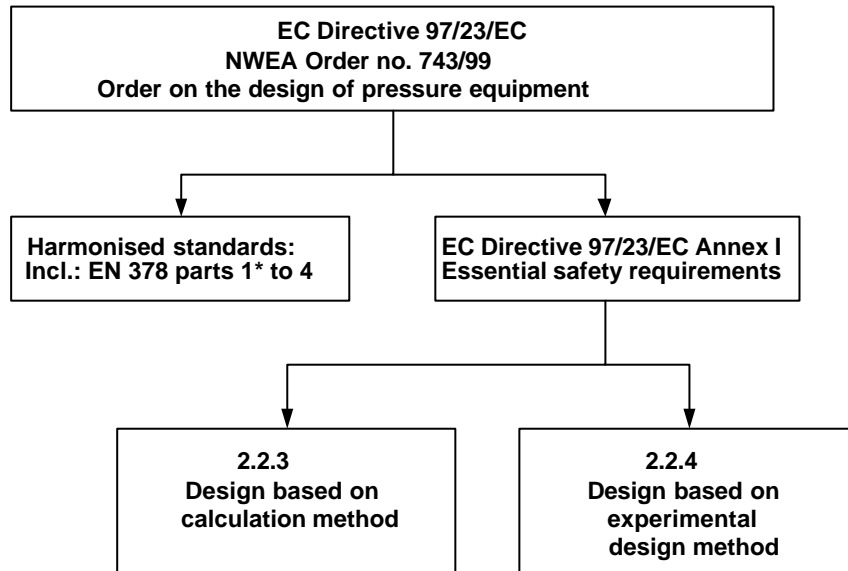 EC Directive 97/23/EC
NWEA Order no. 743/99
Order on the design of pressure equipment
Harmonised standards:
Incl.: EN 378 parts 1* to 4
EC Directive 97/23/EC Annex I
Essential safety requirements
2.2.3
Design based on
calculation method
2.2.4
Design based on
experimental
design method